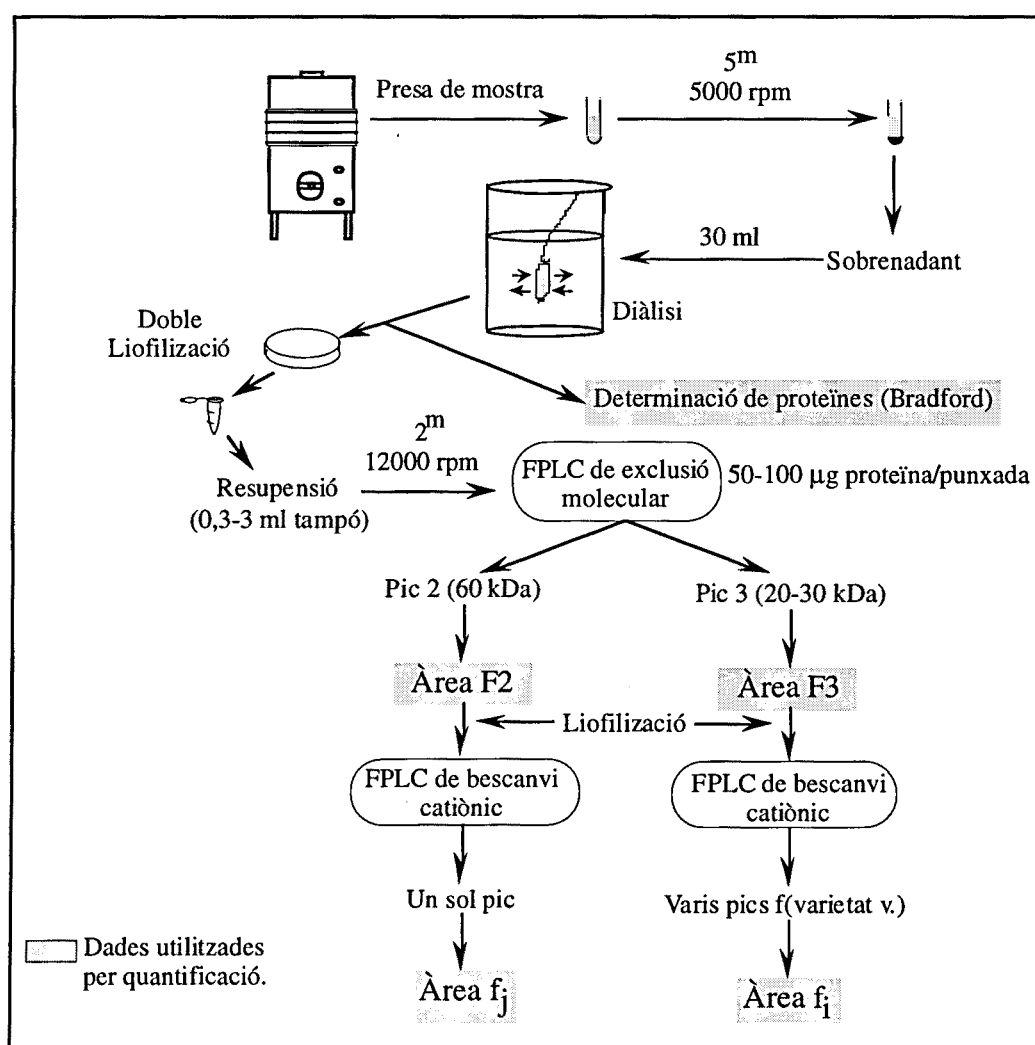 Presa de mostra
5m
5000 rpm
30 ml
Sobrenadant
Diàlisi
Doble
Liofilizació
Determinació de proteïnes (Bradford)
2m
12000 rpm
Resupensió
(0,3-3 ml tampó)
FPLC de exclusió
molecular
50-100 µg proteïna/punxada
Pic 2 (60 kDa)
Pic 3 (20-30 kDa)
Àrea F2
Àrea F3
Liofilizació
FPLC de bescanvi
catiònic
FPLC de bescanvi
catiònic
Un sol pic
Varis pics f(varietat v.)
Dades utilitzades
per quantificació.
Àrea fj
Àrea fi